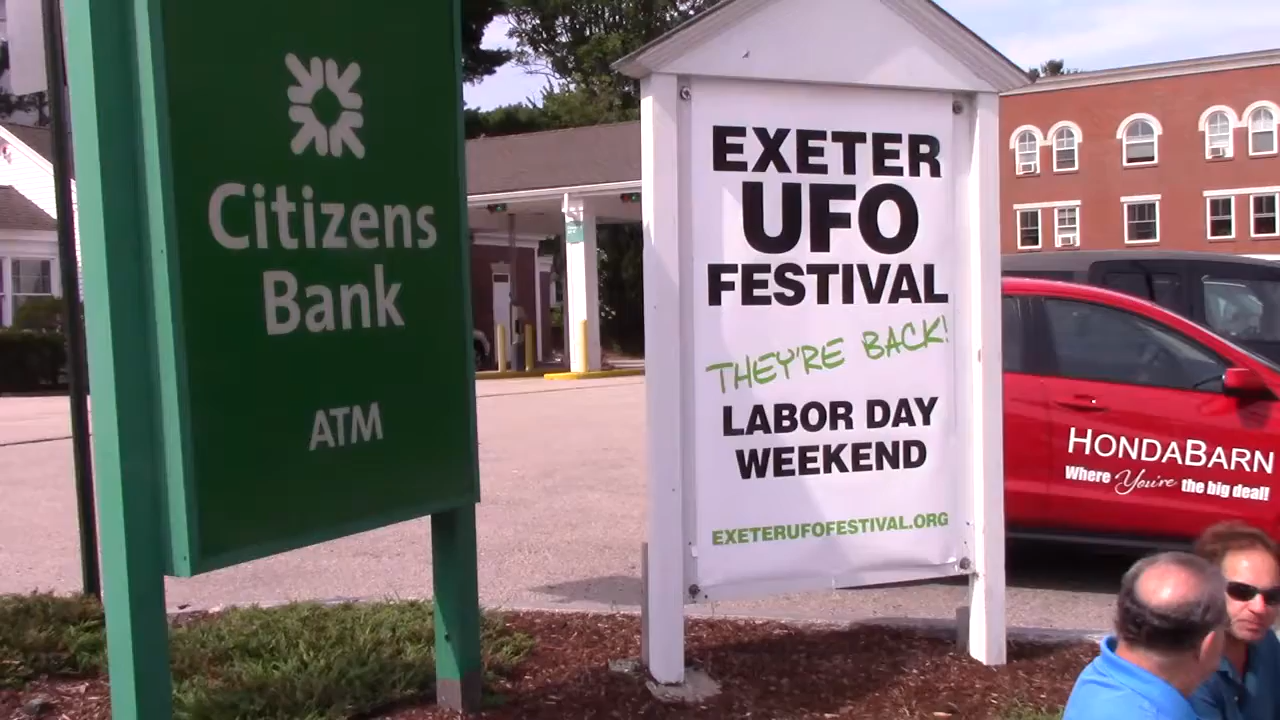 Citizens
Bank
ATM
EXETER
UFO
FESTIVAL
THEY'RE BACK!
LABOR DAY
WEEKEND
EXETERUFOFESTIVAL.ORG
HONDABARN
Where You're the big deal!